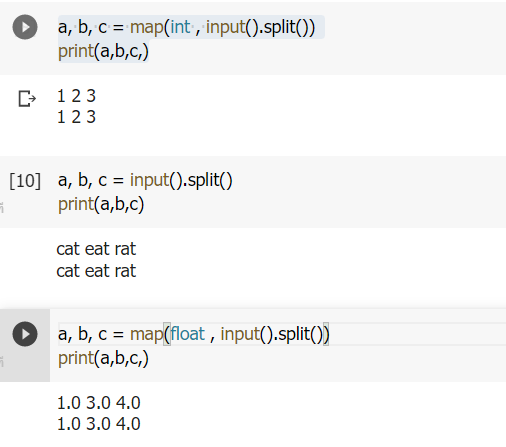 a, b, c = map(int , input().split())
print(a,b,c,)
1 2 3
1 2 3
[10] a, b, c = input().split()
print(a,b,c)
cat eat rat
cat eat rat
a, b, c = map(float , input().split())
print(a,b,c,)
1.0 3.0 4.0
1.0 3.0 4.0